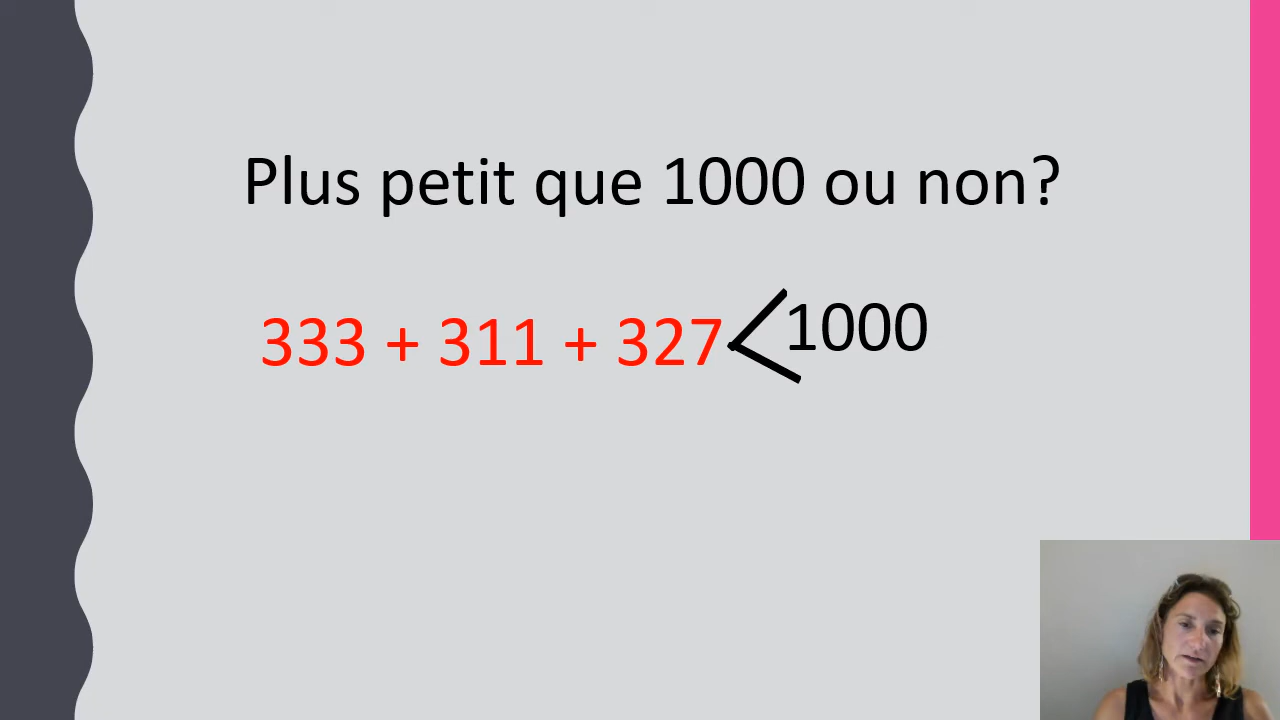 Plus petit que 1000 ou non?
333 + 311 + 327 < 1000